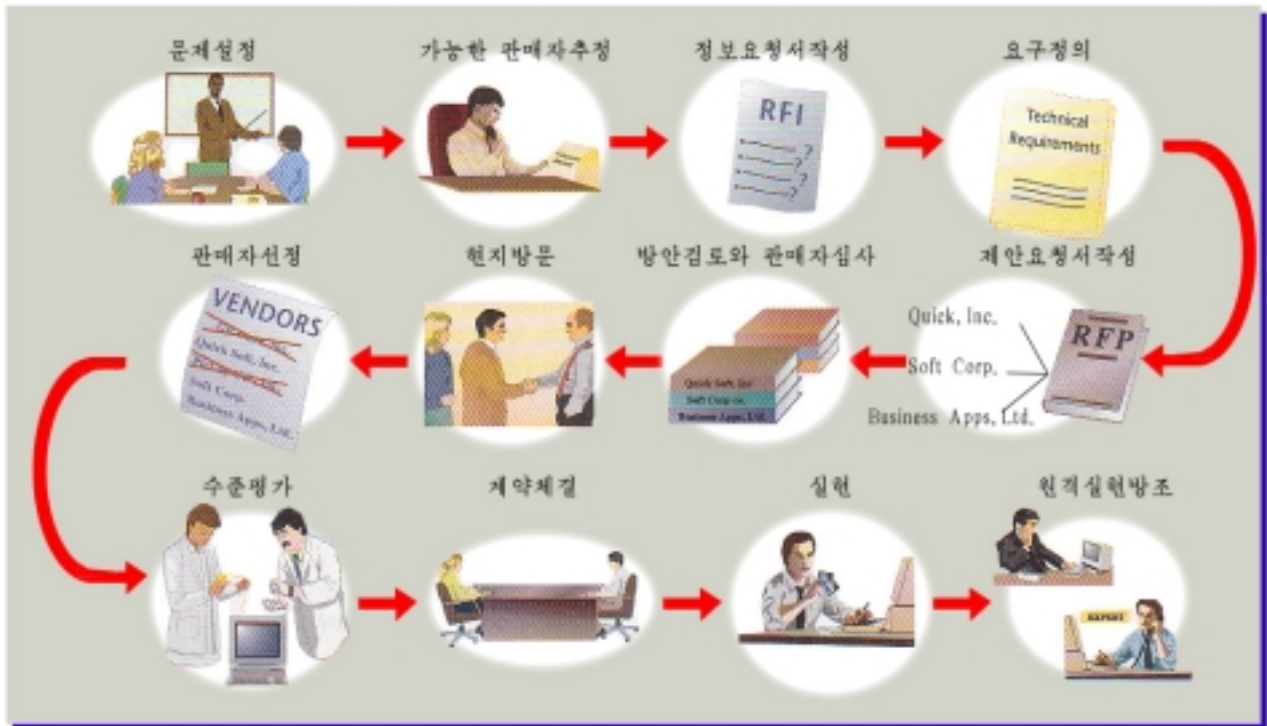 문제설정
가능한 판매자추정
정보요청서작성
요구정의
RFI
?
?
?
?
Technical
Requirements
판매자선정
현지방문
방안검로와 판매자심사
제안요청서작성
VENDORS
Quick Soft, Inc.
Soft Corp.
Business Apps, Ltd.
Quick Soft, Inc
Soft Corp co.
Business Apps, Ltd.
Quick, Inc.
Soft Corp.
Business Apps, Ltd.
RFP
수준평가
계약체결
실현
원격실현방조
EXPERT